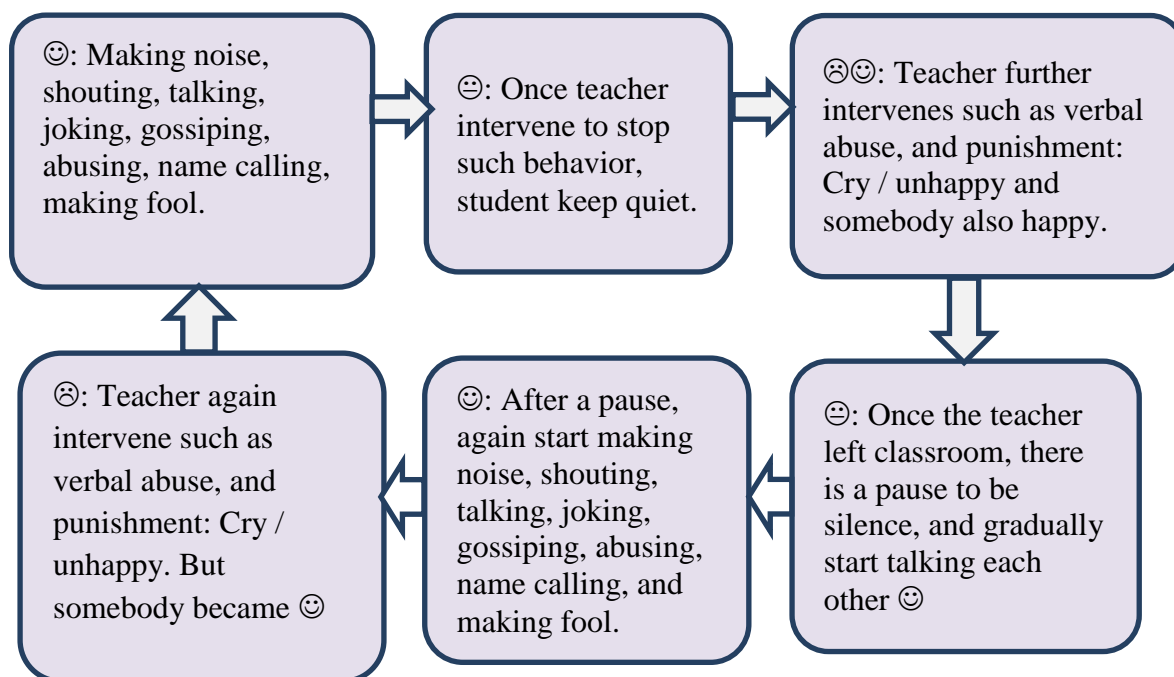 ☺: Making noise,
shouting, talking,
joking, gossiping,
abusing, name calling,
making fool.
😐: Once teacher
intervene to stop
such behavior,
student keep quiet.
☹☺: Teacher further
intervenes such as verbal
abuse, and punishment:
Cry / unhappy and
somebody also happy.
😐: Once the teacher
left classroom, there
is a pause to be
silence, and gradually
start talking each
other ☺
☺: After a pause,
again start making
noise, shouting,
talking, joking,
gossiping, abusing,
name calling, and
making fool.
☹: Teacher again
intervene such as
verbal abuse, and
punishment: Cry /
unhappy. But
somebody became ☺